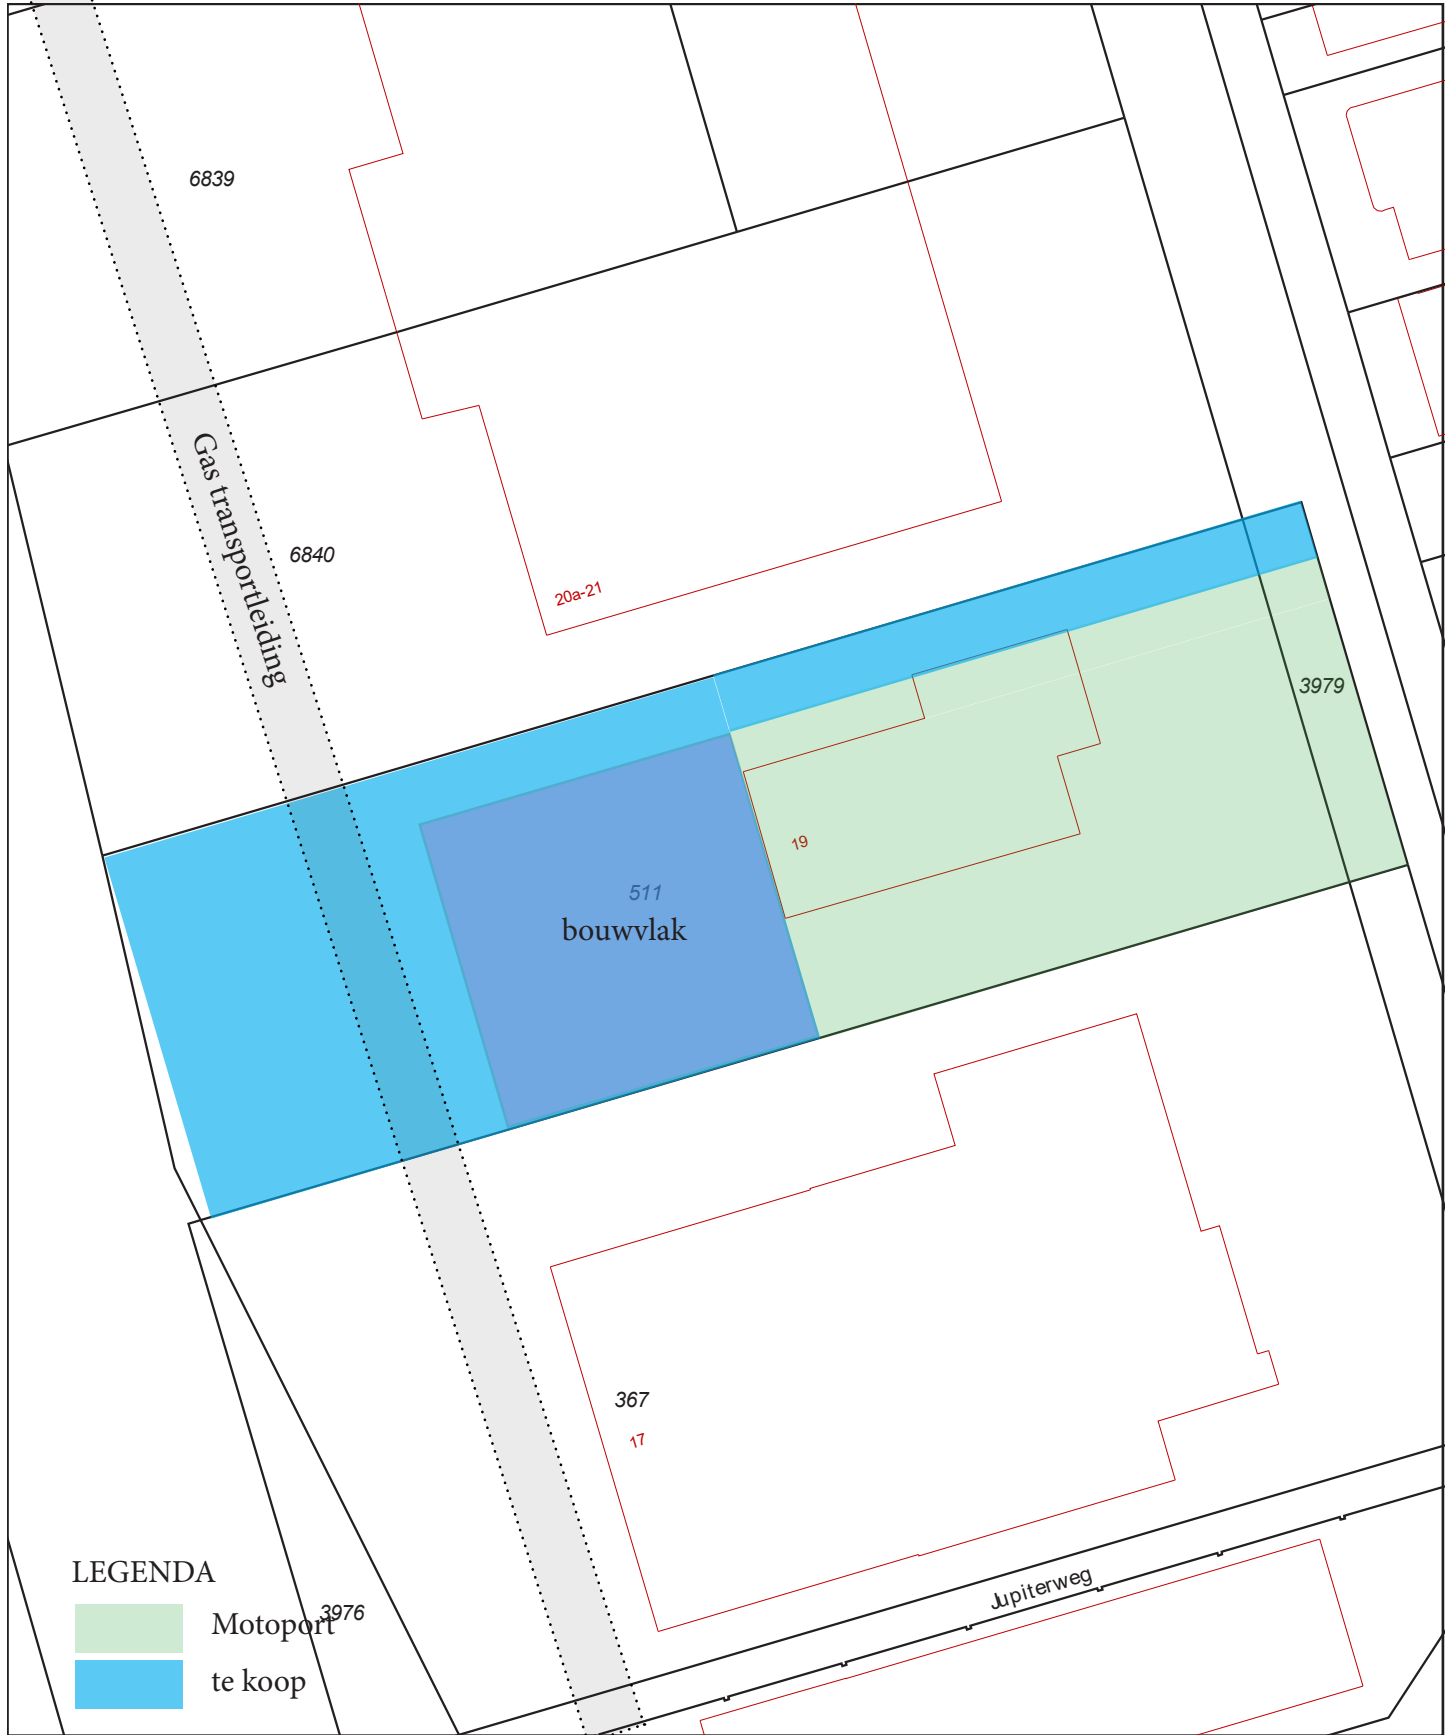 6839
Gas transportleiding
6840
20a-21
3979
19
511
bouwvlak
367
17
Jupiterweg
LEGENDA
3976
Motoport
te koop